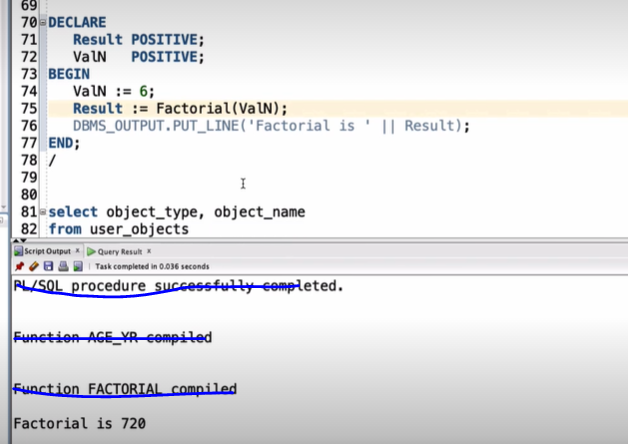 69
70 DECLARE
71 Result POSITIVE;
72 ValN POSITIVE;
73 BEGIN
74 ValN := 6;
75 Result := Factorial(ValN);
76 DBMS_OUTPUT.PUT_LINE('Factorial is ' || Result);
77 END;
78 /
79
80
81 select object_type, object_name
82 from user_objects
Script Output x Query Result x
Task completed in 0.036 seconds
PL/SQL procedure successfully completed.
Function AGE_YR compiled
Function FACTORIAL compiled
Factorial is 720